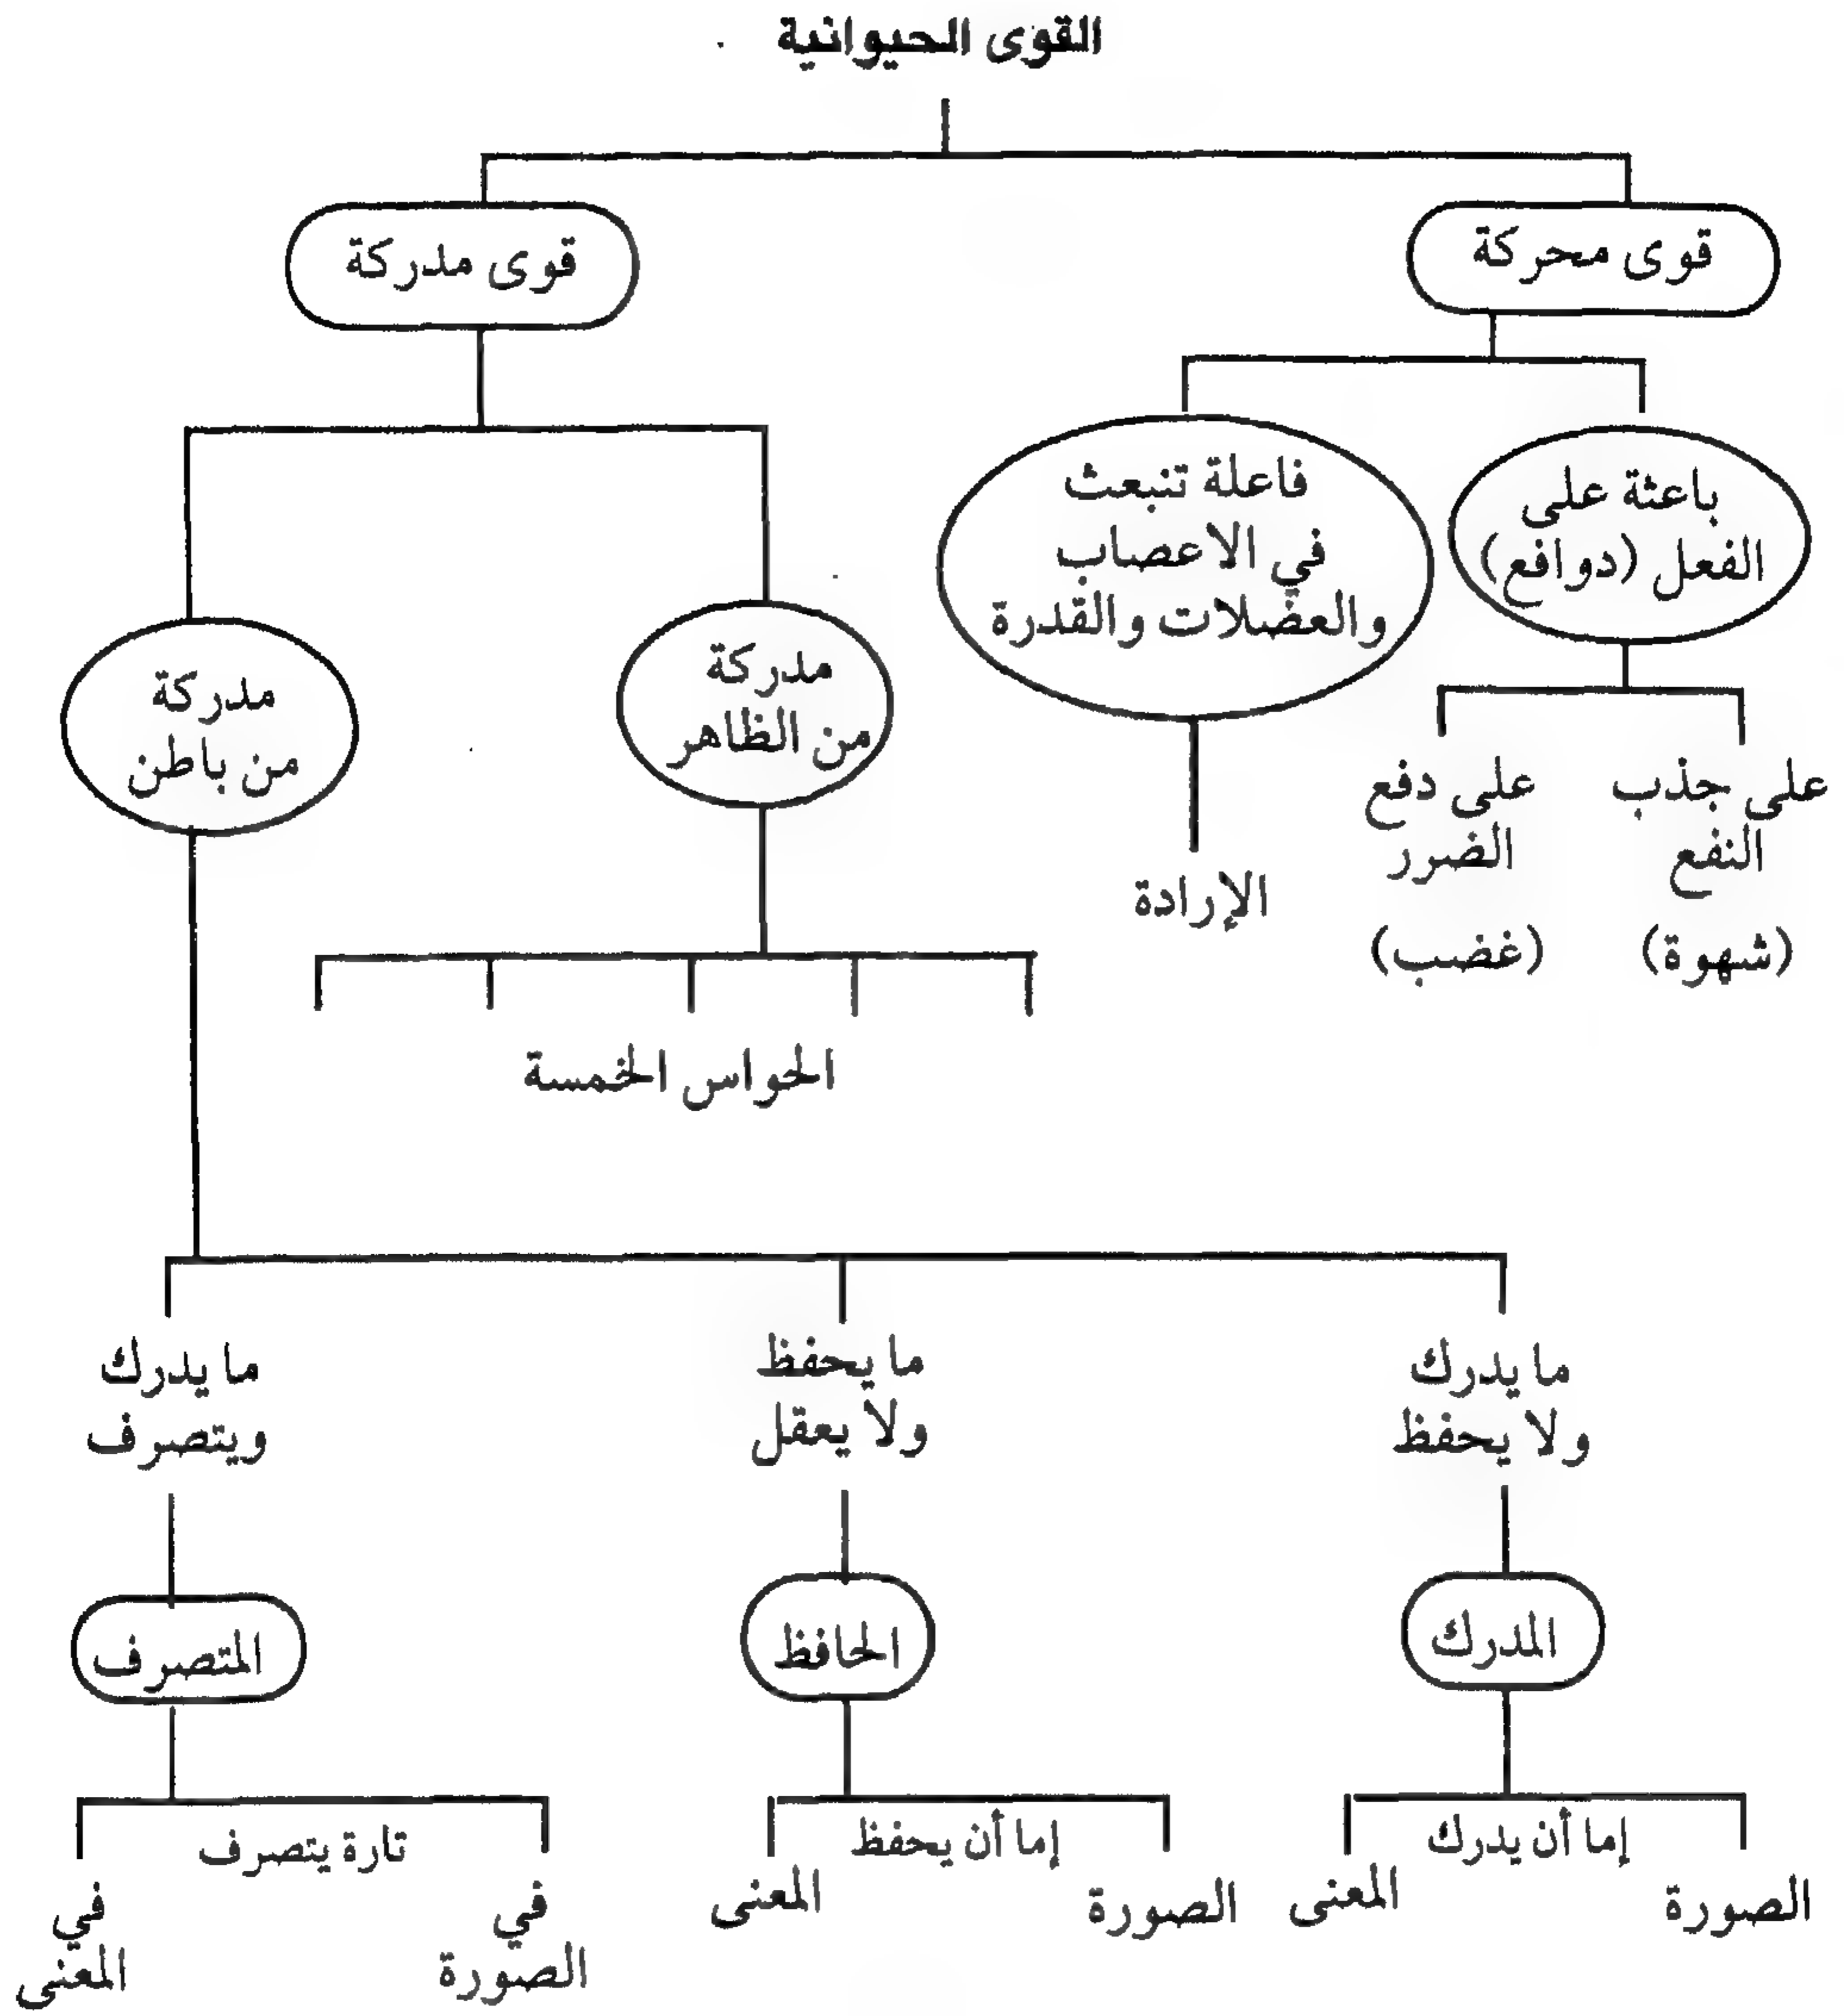 القوى الحيوانية
قوى محركة
قوى مدركة
باعثة على
الفعل (دوافع)
فاعلة تنبعث
في الاعصاب
والعضلات والقدرة
على جذب
النفع
(شهوة)
على دفع
الضرر
(غضب)
الإرادة
مدركة
من الظاهر
مدركة
من باطن
الحواس الخمسة
ما يدرك
ولا يحفظ
ما يحفظ
ولا يعقل
ما يدرك
ويتصرف
المدرك
الحافظ
المتصرف
إما أن يدرك
الصورة
المعنى
إما أن يحفظ
الصورة
المعنى
تارة يتصرف
في
الصورة
في
المعنى